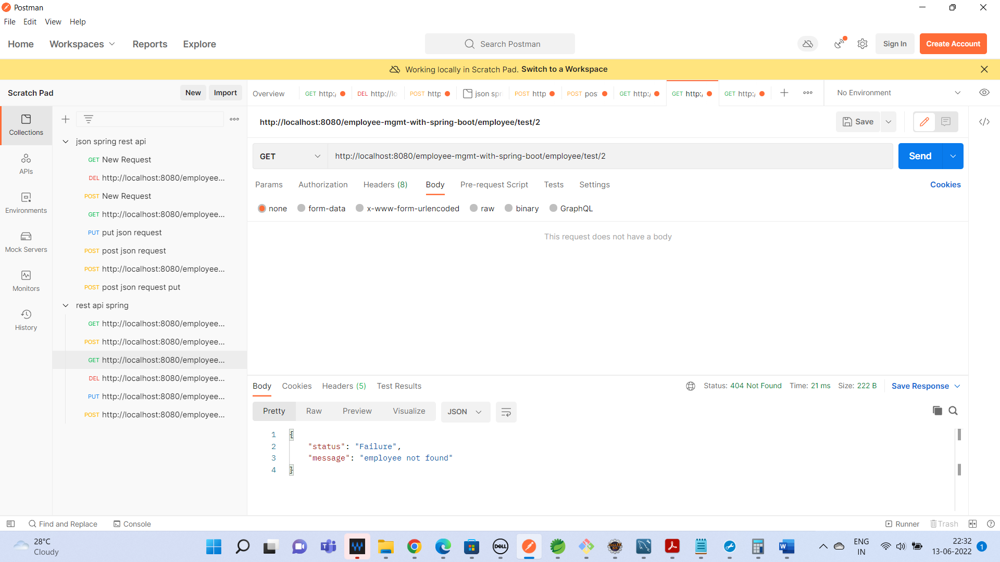 Postman
File Edit View Help
Home Workspaces Reports Explore
Search Postman
Sign In
Create Account
Working locally in Scratch Pad. Switch to a Workspace
Scratch Pad
New
Import
Overview
GET http:/
DEL http://lo
POST http
json spr
POST http
POST pos
GET http:/
GET http:/
GET http:/
No Environment
http://localhost:8080/employee-mgmt-with-spring-boot/employee/test/2
Save
GET
http://localhost:8080/employee-mgmt-with-spring-boot/employee/test/2
Send
Params Authorization Headers (8) Body Pre-request Script Tests Settings
Cookies
none form-data x-www-form-urlencoded raw binary GraphQL
This request does not have a body
Collections
APIs
Environments
Mock Servers
Monitors
History
json spring rest api
GET New Request
DEL http://localhost:8080/employee...
POST New Request
GET http://localhost:8080/employee...
PUT put json request
POST post json request
POST http://localhost:8080/employee...
POST post json request put
rest api spring
GET http://localhost:8080/employee...
POST http://localhost:8080/employee...
GET http://localhost:8080/employee...
DEL http://localhost:8080/employee...
PUT http://localhost:8080/employee...
POST http://localhost:8080/employee...
Body Cookies Headers (5) Test Results
Status: 404 Not Found Time: 21 ms Size: 222 B
Save Response
Pretty Raw Preview Visualize
JSON
1 {
2 "status": "Failure",
3 "message": "employee not found"
4 }
Find and Replace
Console
Runner
Trash
28°C
Cloudy
DELL
ENG
IN
22:32
13-06-2022
1